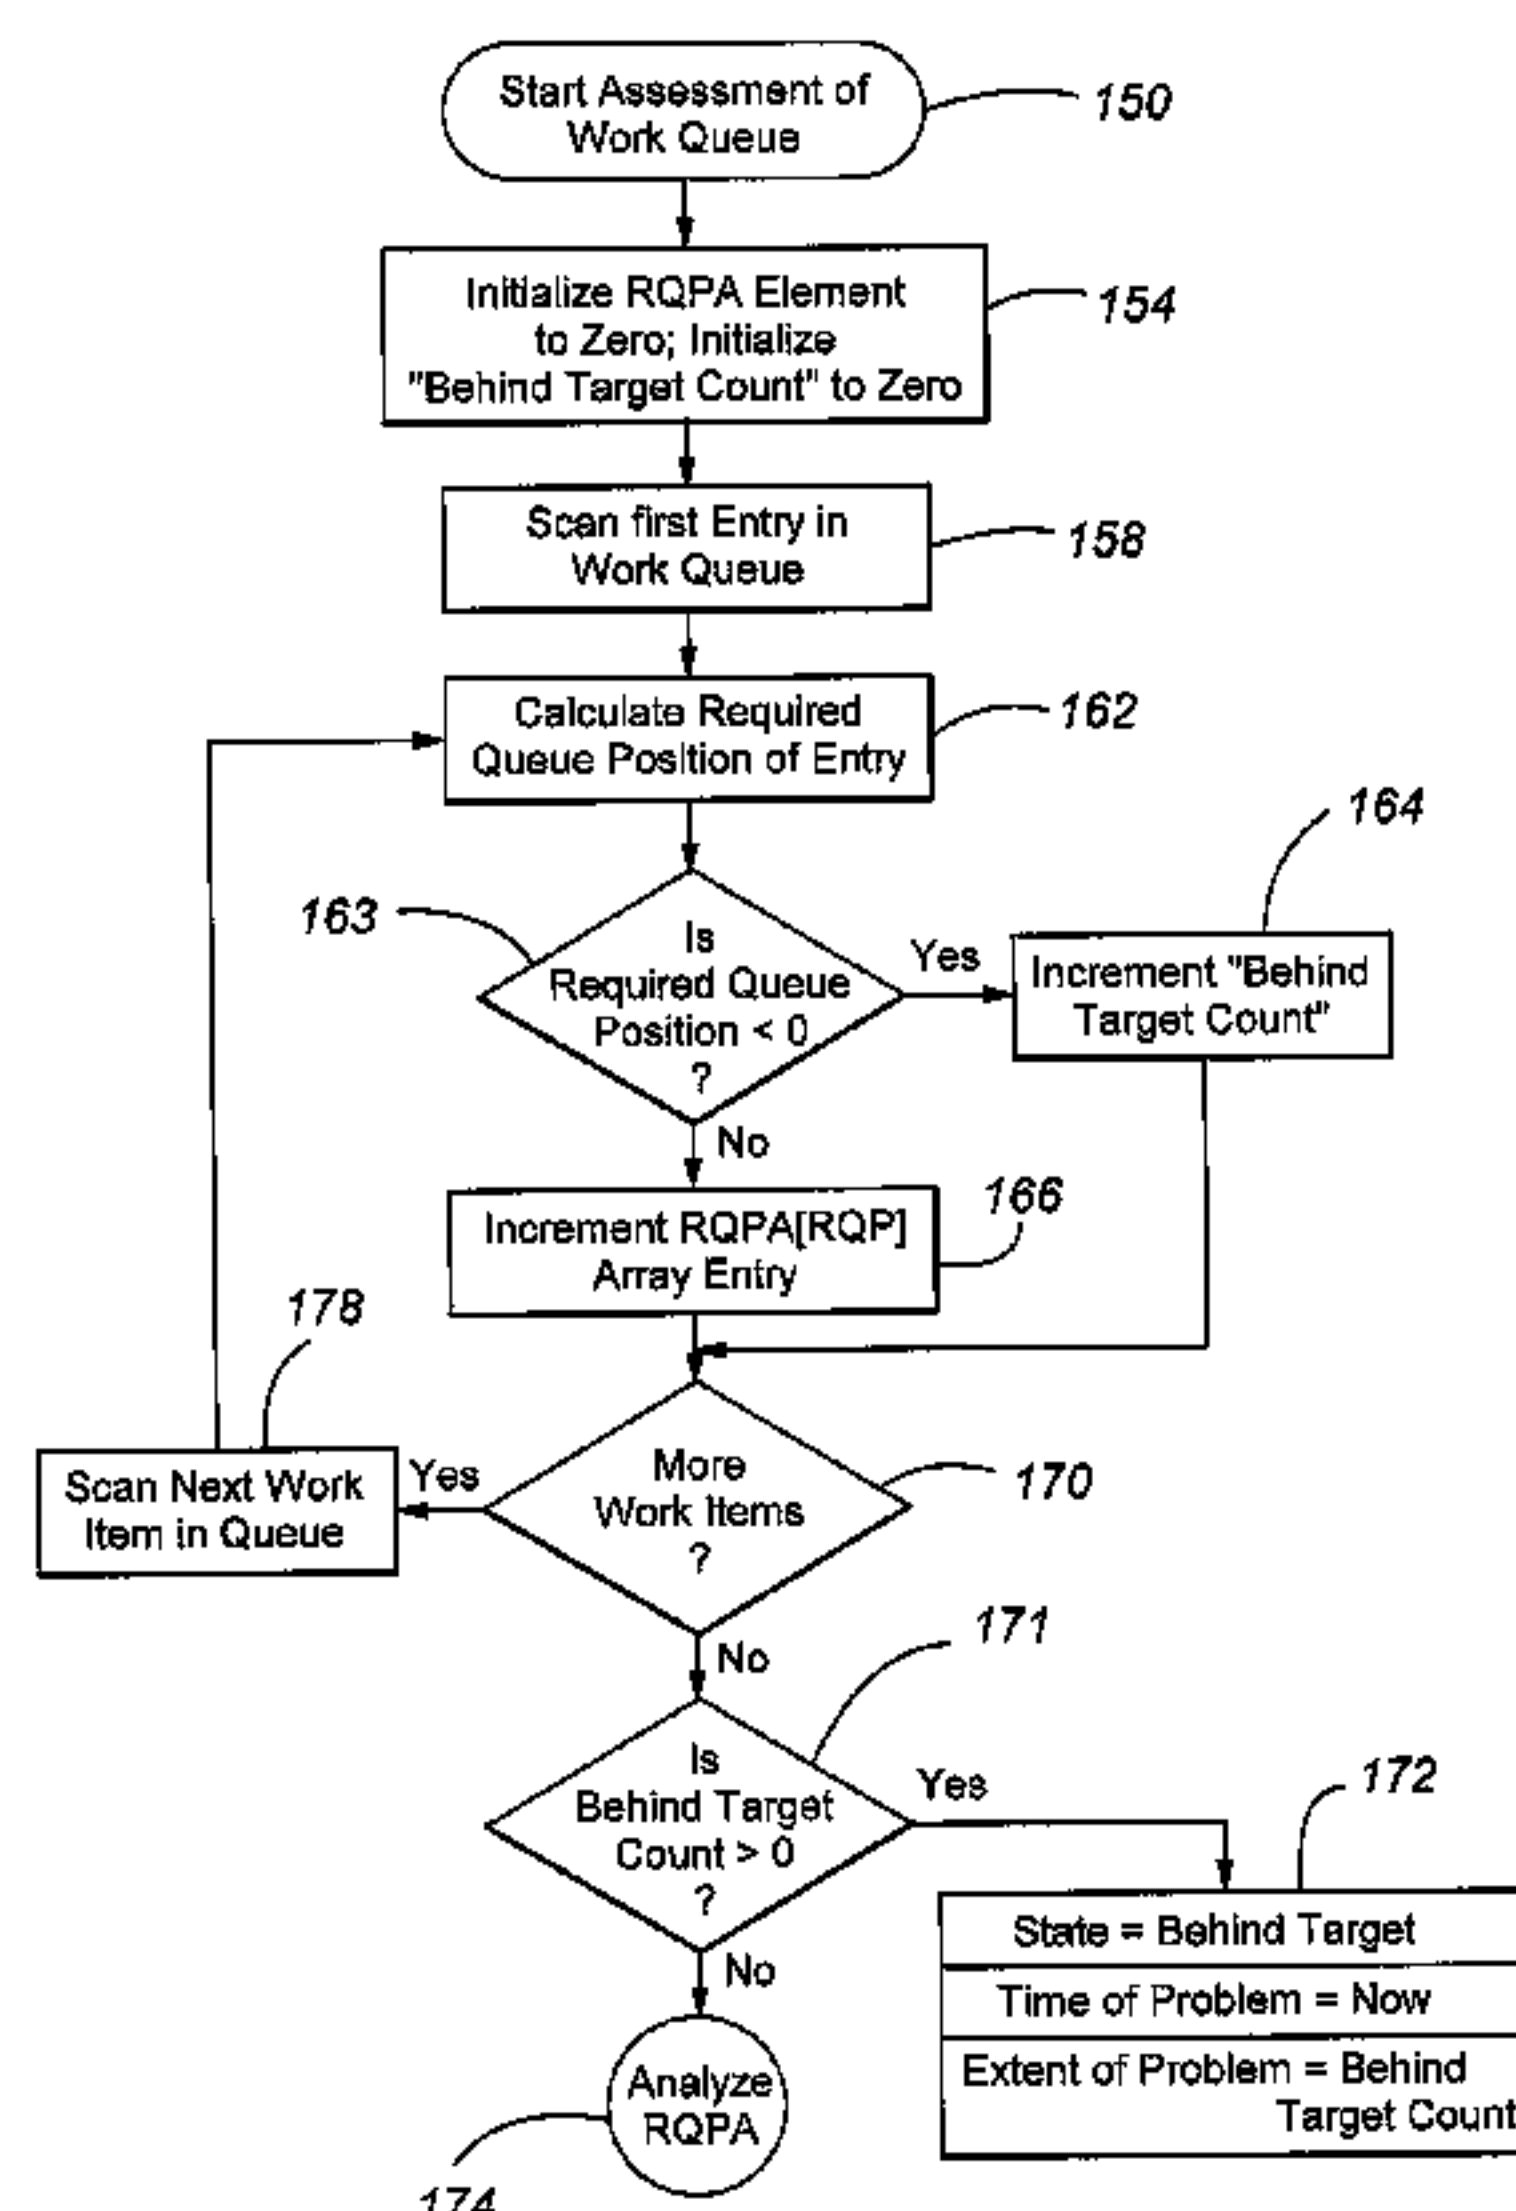 Start Assessment of
Work Queue
150
Initialize RQPA Element
to Zero; Initialize
"Behind Target Count" to Zero
154
Scan first Entry in
Work Queue
158
Calculate Required
Queue Position of Entry
162
163
Is
Required Queue
Position < 0
?
Yes
Increment "Behind
Target Count"
164
No
Increment RQPA[RQP]
Array Entry
166
178
Scan Next Work
Item in Queue
Yes
More
Work Items
?
170
No
171
Is
Behind Target
Count > 0
?
Yes
172
State = Behind Target
Time of Problem = Now
Extent of Problem = Behind
Target Count
No
Analyze
RQPA
174